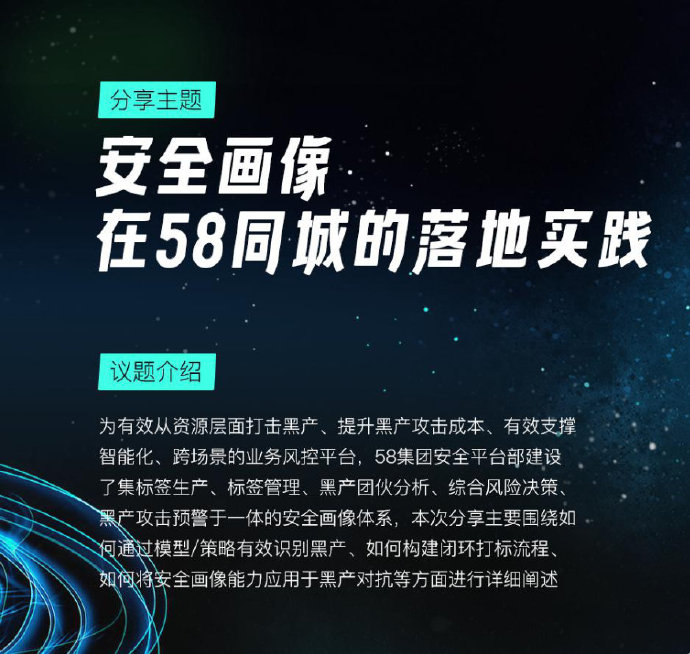 分享主题
安全画像
在58同城的落地实践
议题介绍
为有效从资源层面打击黑产、提升黑产攻击成本、有效支撑
智能化、跨场景的业务风控平台，58集团安全平台部建设
了集标签生产、标签管理、黑产团伙分析、综合风险决策、
黑产攻击预警于一体的安全画像体系，本次分享主要围绕如
何通过模型/策略有效识别黑产、如何构建闭环打标流程、
如何将安全画像能力应用于黑产对抗等方面进行详细阐述